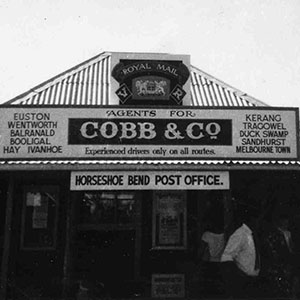 ROYAL MAIL
V R
AGENTS FOR
COBB & Co
EUSTON
WENTWORTH
BALRANALD
BOOLIGAL
HAY IVANHOE
Experienced drivers only on all routes.
KERANG
TRAGOWEL
DUCK SWAMP
SANDHURST
MELBOURNE TOWN
HORSESHOE BEND POST OFFICE.